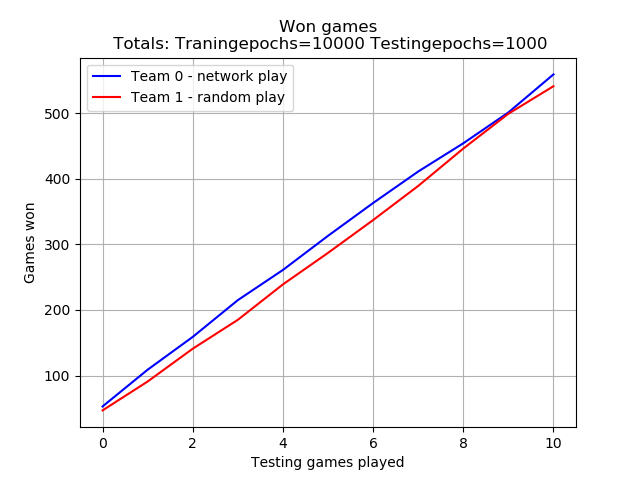 Won games
Totals: Traningepochs=10000 Testingepochs=1000
Team 0 - network play
Team 1 - random play
500
400
300
200
100
Games won
0 2 4 6 8 10
Testing games played